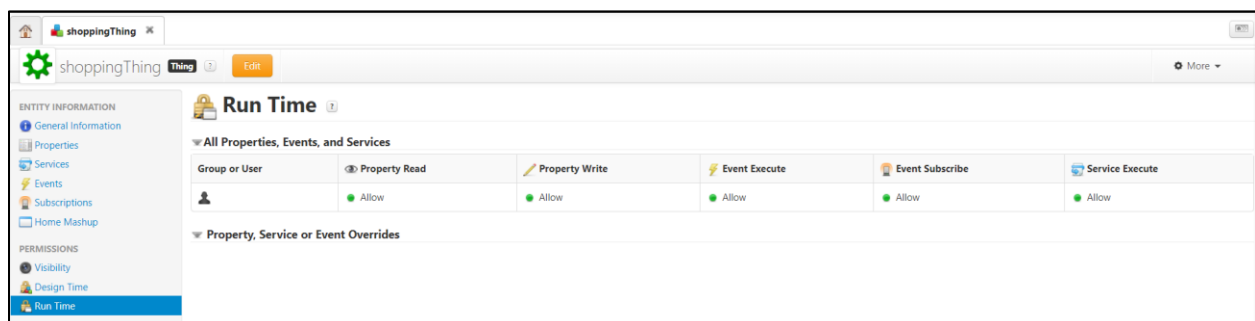 shoppingThing
shoppingThing Thing ? Edit More
ENTITY INFORMATION
General Information
Properties
Services
Events
Subscriptions
Home Mashup
PERMISSIONS
Visibility
Design Time
Run Time
Run Time ?
All Properties, Events, and Services
Group or User Property Read Property Write Event Execute Event Subscribe Service Execute
Allow Allow Allow Allow Allow
Property, Service or Event Overrides